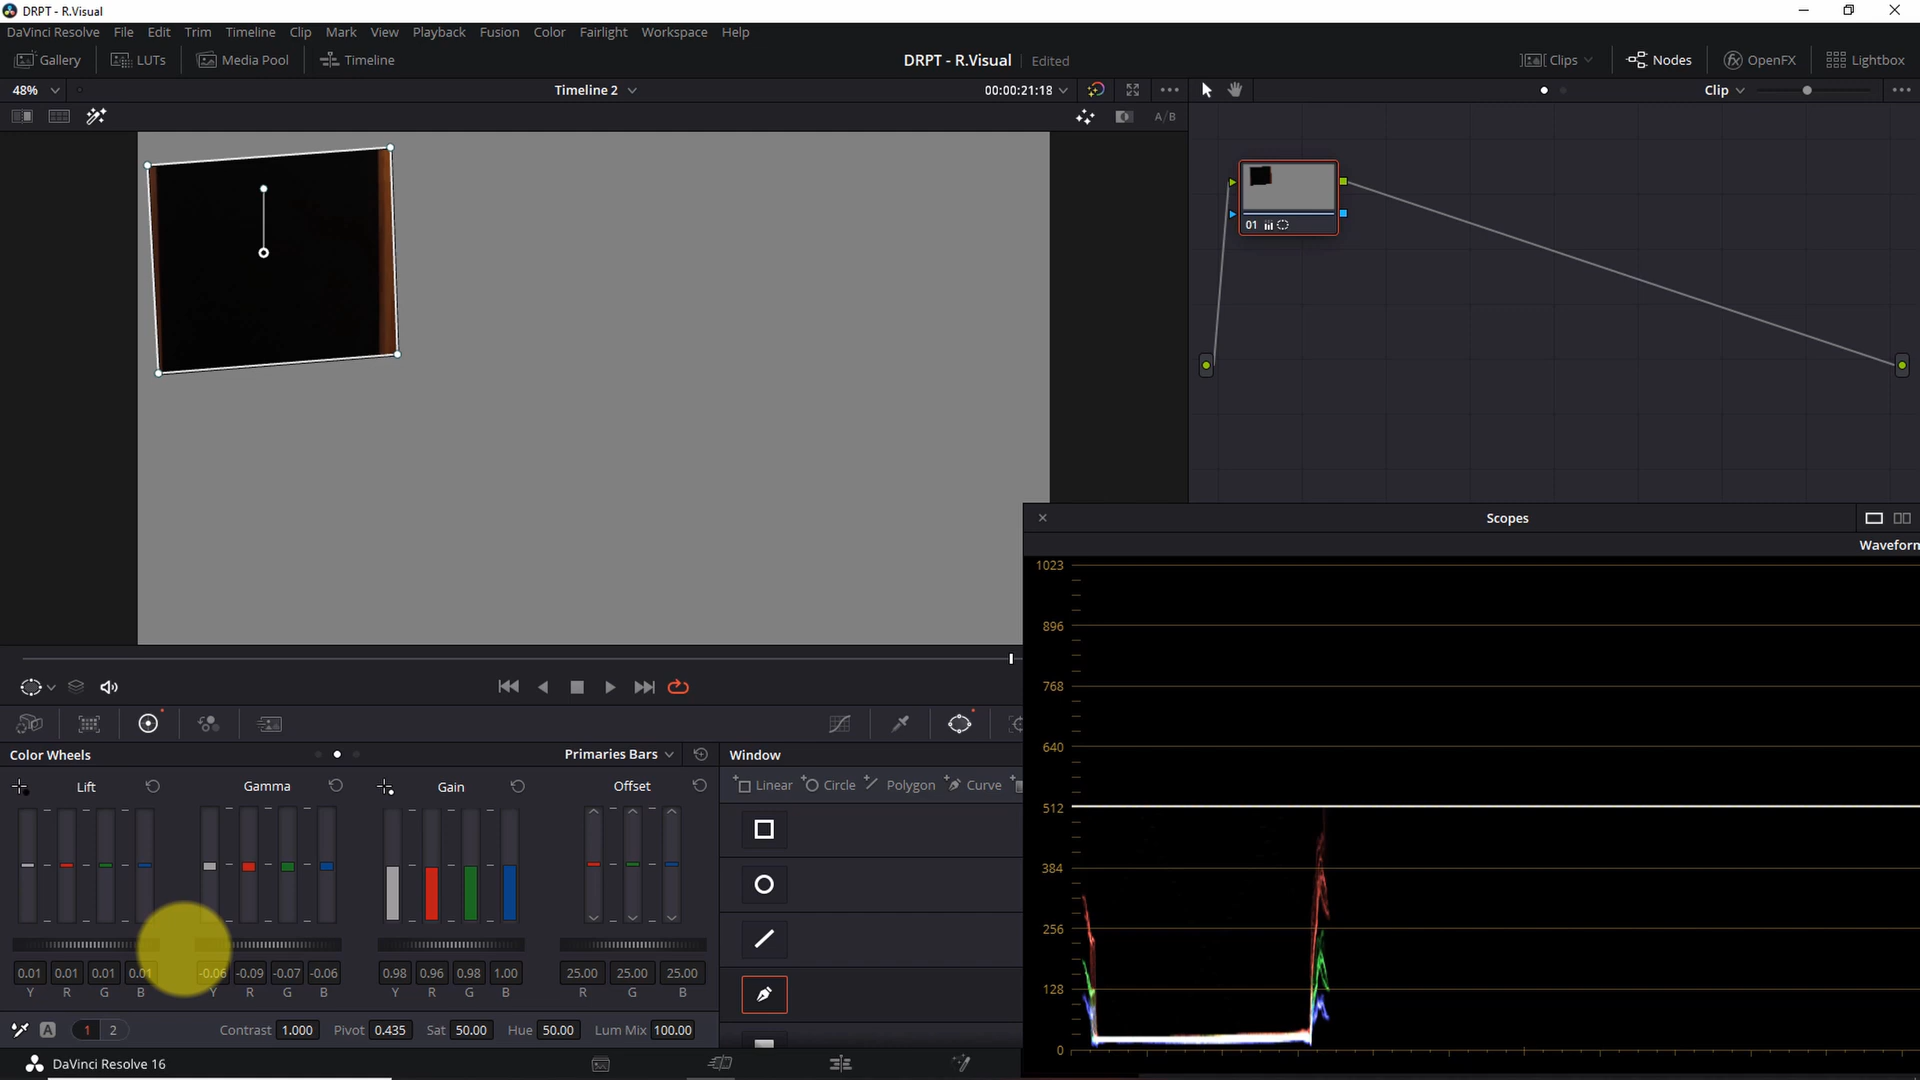 DRPT - R.Visual
DaVinci Resolve File Edit Trim Timeline Clip Mark View Playback Fusion Color Fairlight Workspace Help
Gallery LUTs Media Pool Timeline DRPT - R.Visual Edited Clips Nodes OpenFX Lightbox
48% Timeline 2 00:00:21:18 Clip
A/B
01
Scopes
Waveform
1023
896
768
640
512
384
256
128
0
Color Wheels Primaries Bars Window
Lift Gamma Gain Offset Linear Circle Polygon Curve
0.01 0.01 0.01 0.01 -0.06 -0.09 -0.07 -0.06 0.98 0.96 0.98 1.00 25.00 25.00 25.00
Y R G B Y R G B Y R G B R G B
A 1 2 Contrast 1.000 Pivot 0.435 Sat 50.00 Hue 50.00 Lum Mix 100.00
DaVinci Resolve 16